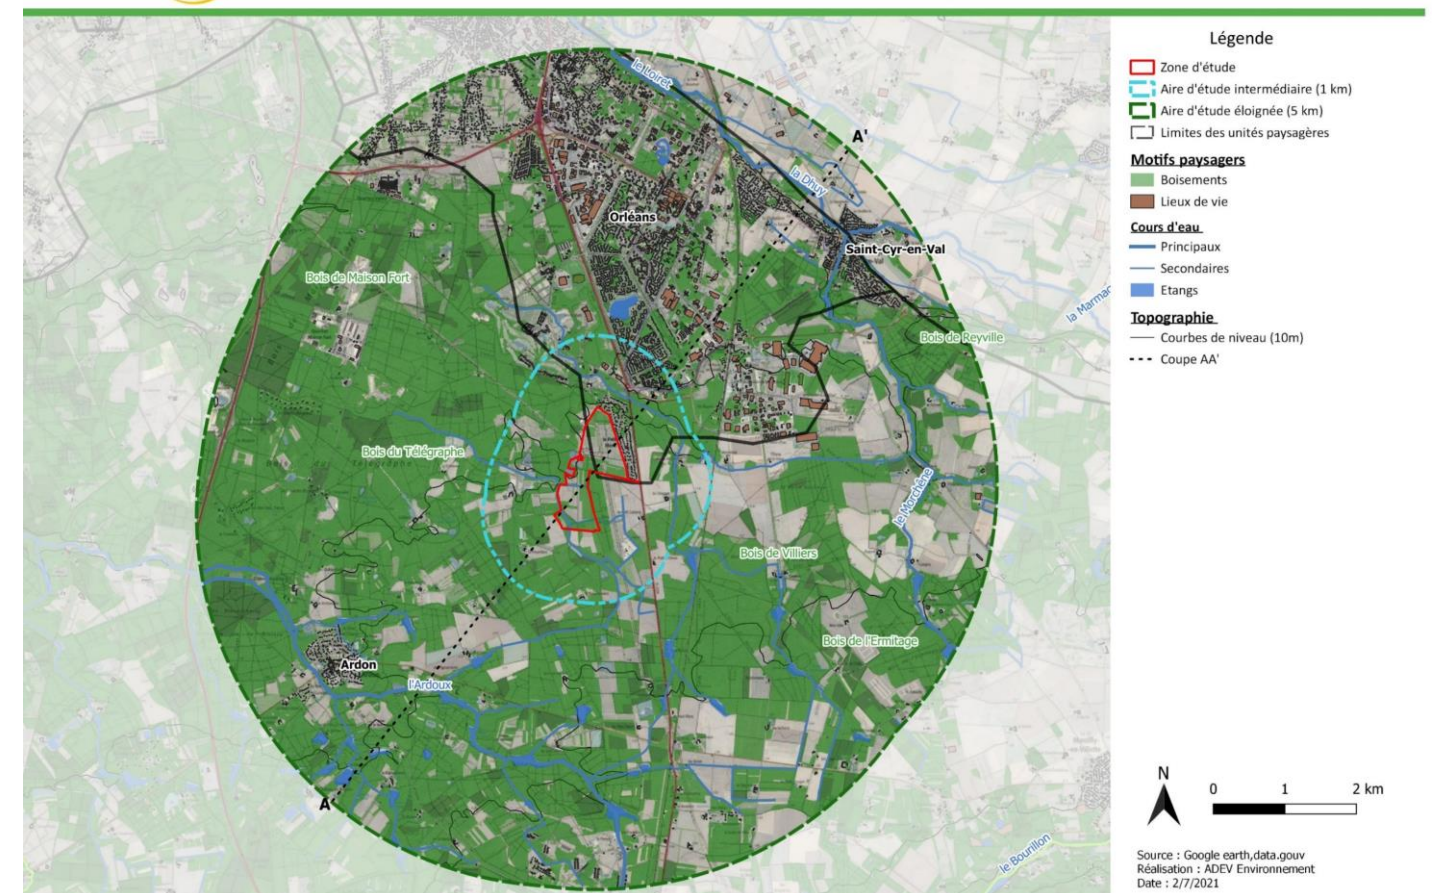 Légende
Zone d'étude
Aire d'étude intermédiaire (1 km)
Aire d'étude éloignée (5 km)
Limites des unités paysagères
Motifs paysagers
Boisements
Lieux de vie
Cours d'eau
Principaux
Secondaires
Etangs
Topographie
Courbes de niveau (10m)
Coupe AA'
le Loiret
A'
la Dhuy
Orléans
Saint-Cyr-en-Val
Bois de Maison Fort
la Marmag
Bois de Reyville
Bois du Télégraphe
le Morchène
Bois de Villiers
Bois de l'Ermitage
Ardon
l'Ardoux
A
le Bourillon
N
0 1 2 km
Source : Google earth,data.gouv
Réalisation : ADEV Environnement
Date : 2/7/2021